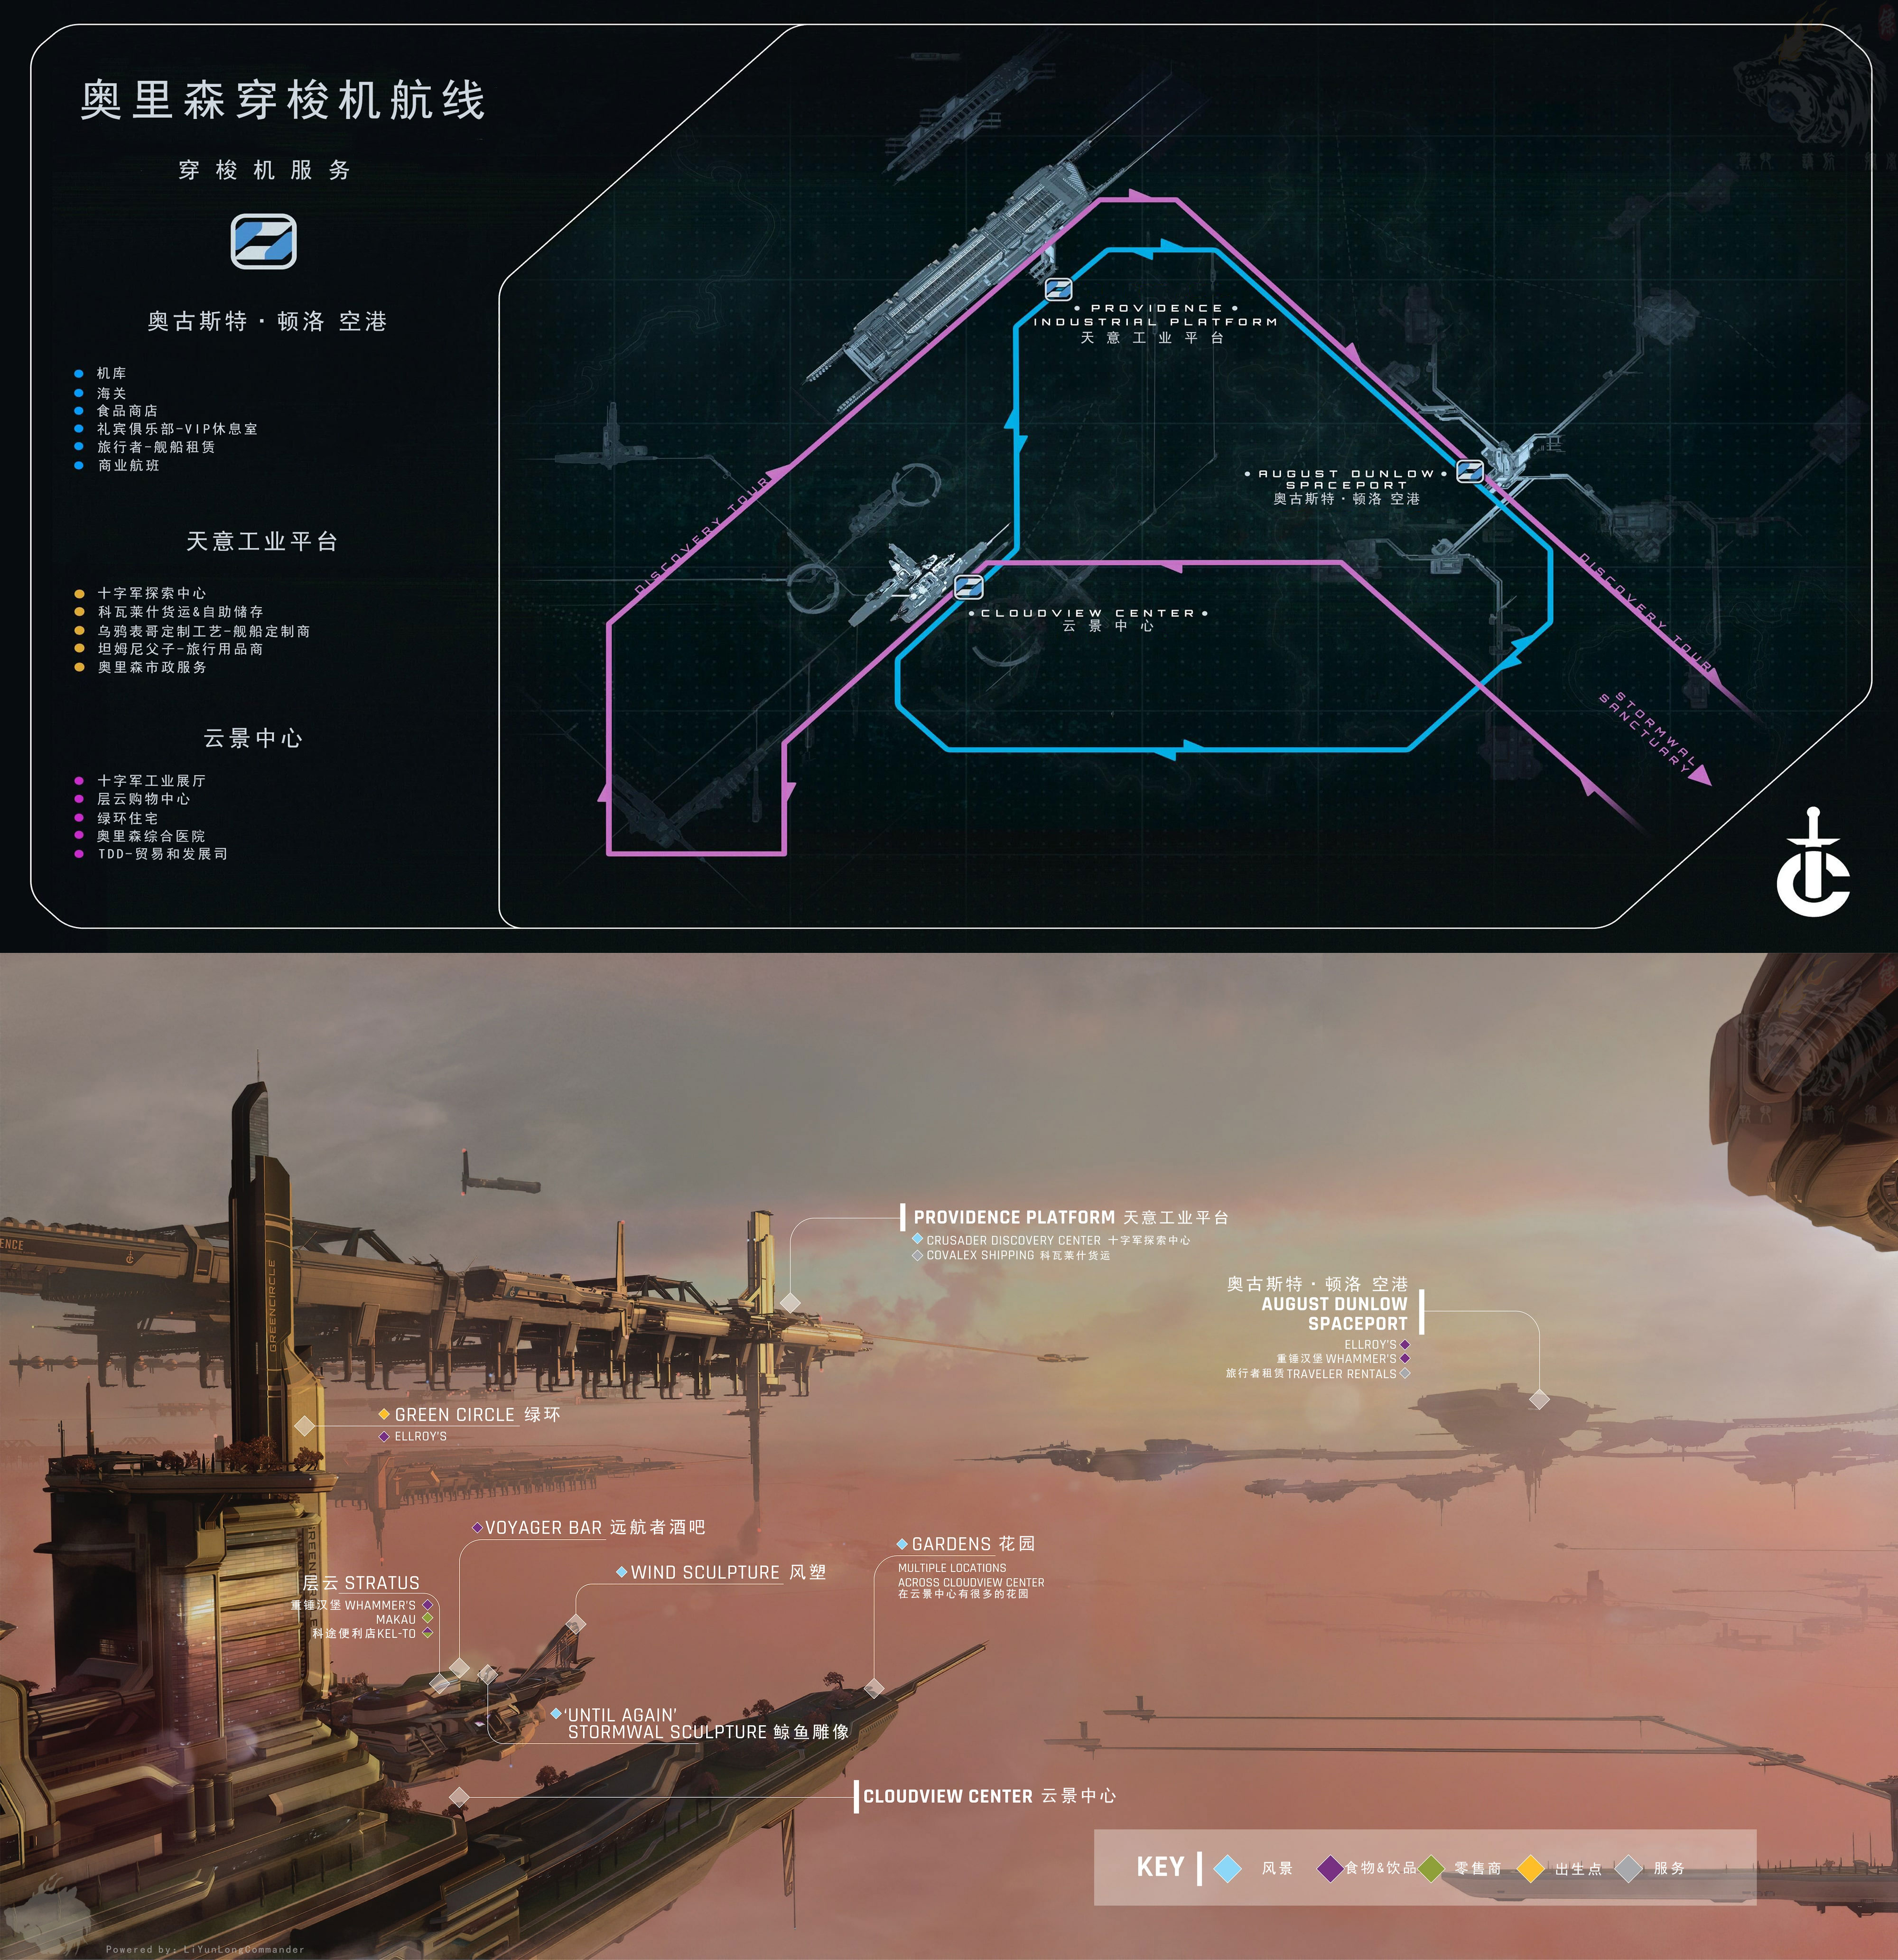 奥里森穿梭机航线
穿梭机服务
奥古斯特·顿洛 空港
机库
海关
食品商店
礼宾俱乐部-VIP休息室
旅行者-舰船租赁
商业航班
天意工业平台
十字军探索中心
科瓦莱什货运&自助储存
乌鸦表哥定制工艺-舰船定制商
坦姆尼父子-旅行用品商
奥里森市政服务
云景中心
十字军工业展厅
层云购物中心
绿环住宅
奥里森综合医院
TDD-贸易和发展司
• PROVIDENCE •
INDUSTRIAL PLATFORM
天意工业平台
• AUGUST DUNLOW •
SPACEPORT
奥古斯特·顿洛 空港
DISCOVERY TOUR
• CLOUDVIEW CENTER •
云景中心
DISCOVERY TOUR
STORMWAL
SANCTUARY
PROVIDENCE PLATFORM 天意工业平台
CRUSADER DISCOVERY CENTER 十字军探索中心
COVALEX SHIPPING 科瓦莱什货运
奥古斯特·顿洛 空港
AUGUST DUNLOW
SPACEPORT
ELLROY'S
重锤汉堡 WHAMMER'S
旅行者租赁 TRAVELER RENTALS
ENCE
GREENCIRCLE
GREEN CIRCLE 绿环
ELLROY'S
VOYAGER BAR 远航者酒吧
WIND SCULPTURE 风塑
GARDENS 花园
MULTIPLE LOCATIONS
ACROSS CLOUDVIEW CENTER
在云景中心有很多的花园
层云 STRATUS
重锤汉堡 WHAMMER'S
MAKAU
科途便利店KEL-TO
'UNTIL AGAIN'
STORMWAL SCULPTURE 鲸鱼雕像
CLOUDVIEW CENTER 云景中心
KEY 风景 食物&饮品 零售商 出生点 服务
Powered by: LiYunLongCommander